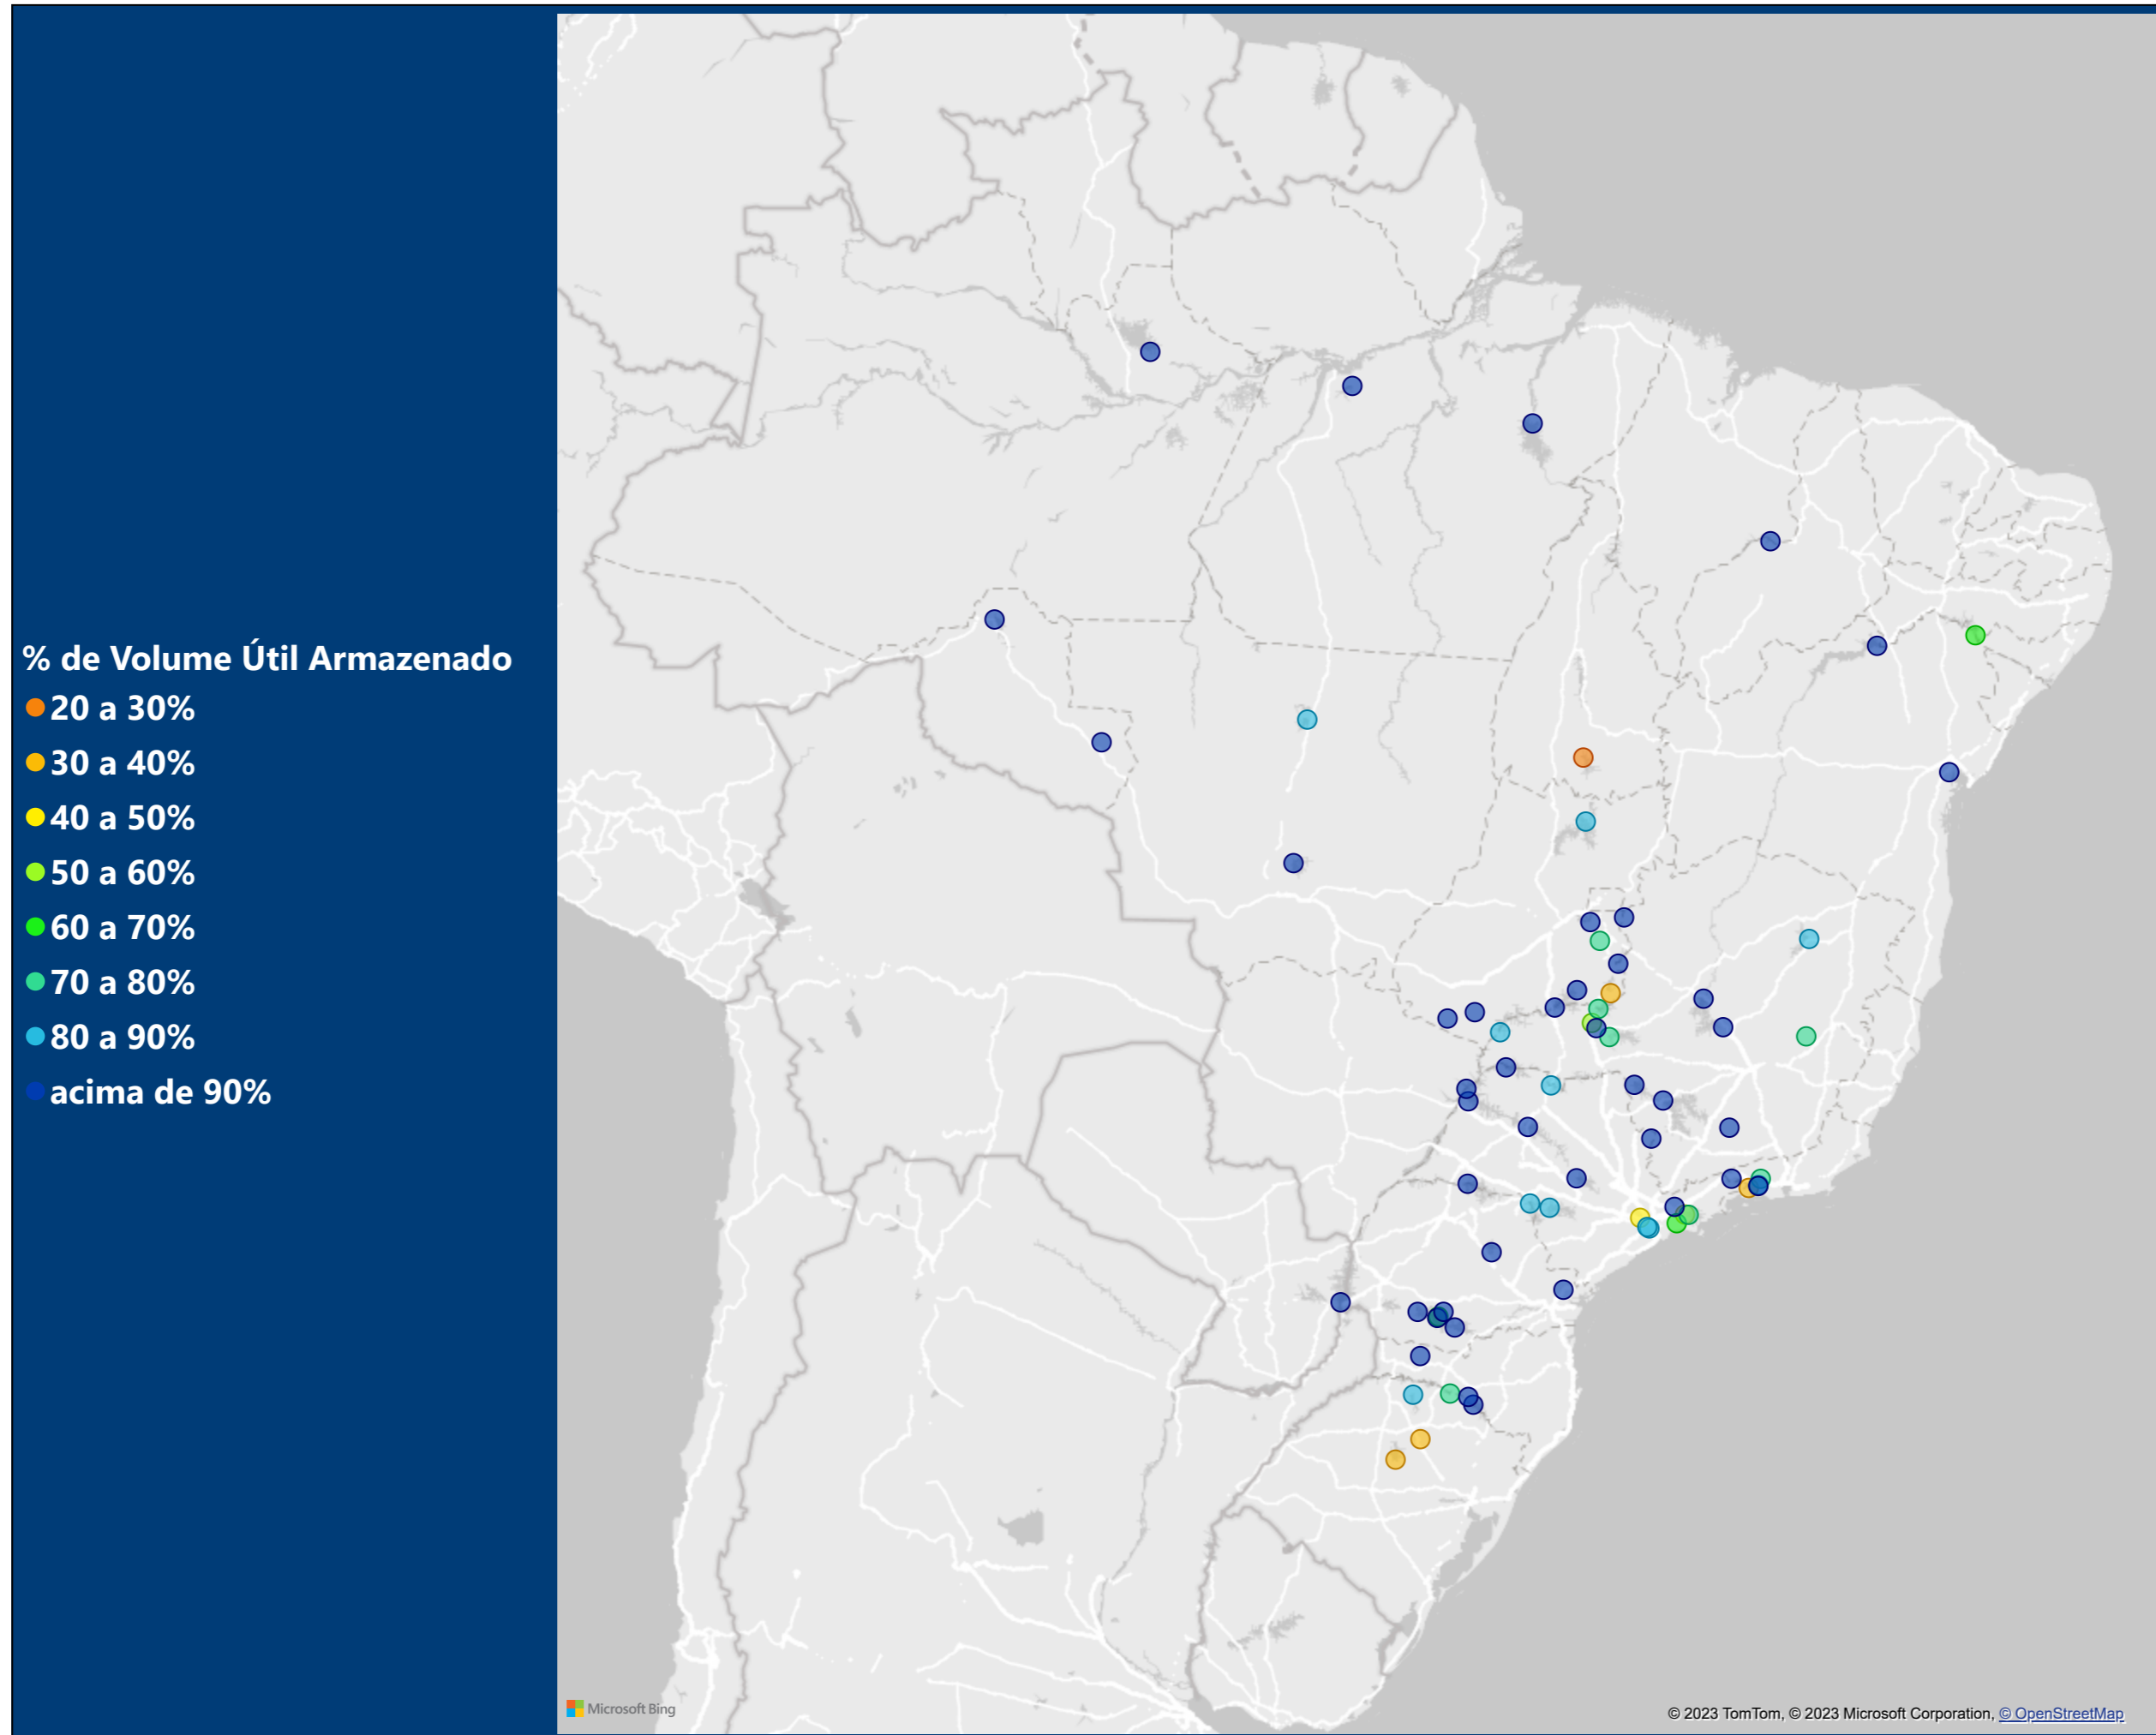 % de Volume Útil Armazenado
20 a 30%
30 a 40%
40 a 50%
50 a 60%
60 a 70%
70 a 80%
80 a 90%
acima de 90%
Microsoft Bing
© 2023 TomTom, © 2023 Microsoft Corporation, © OpenStreetMap